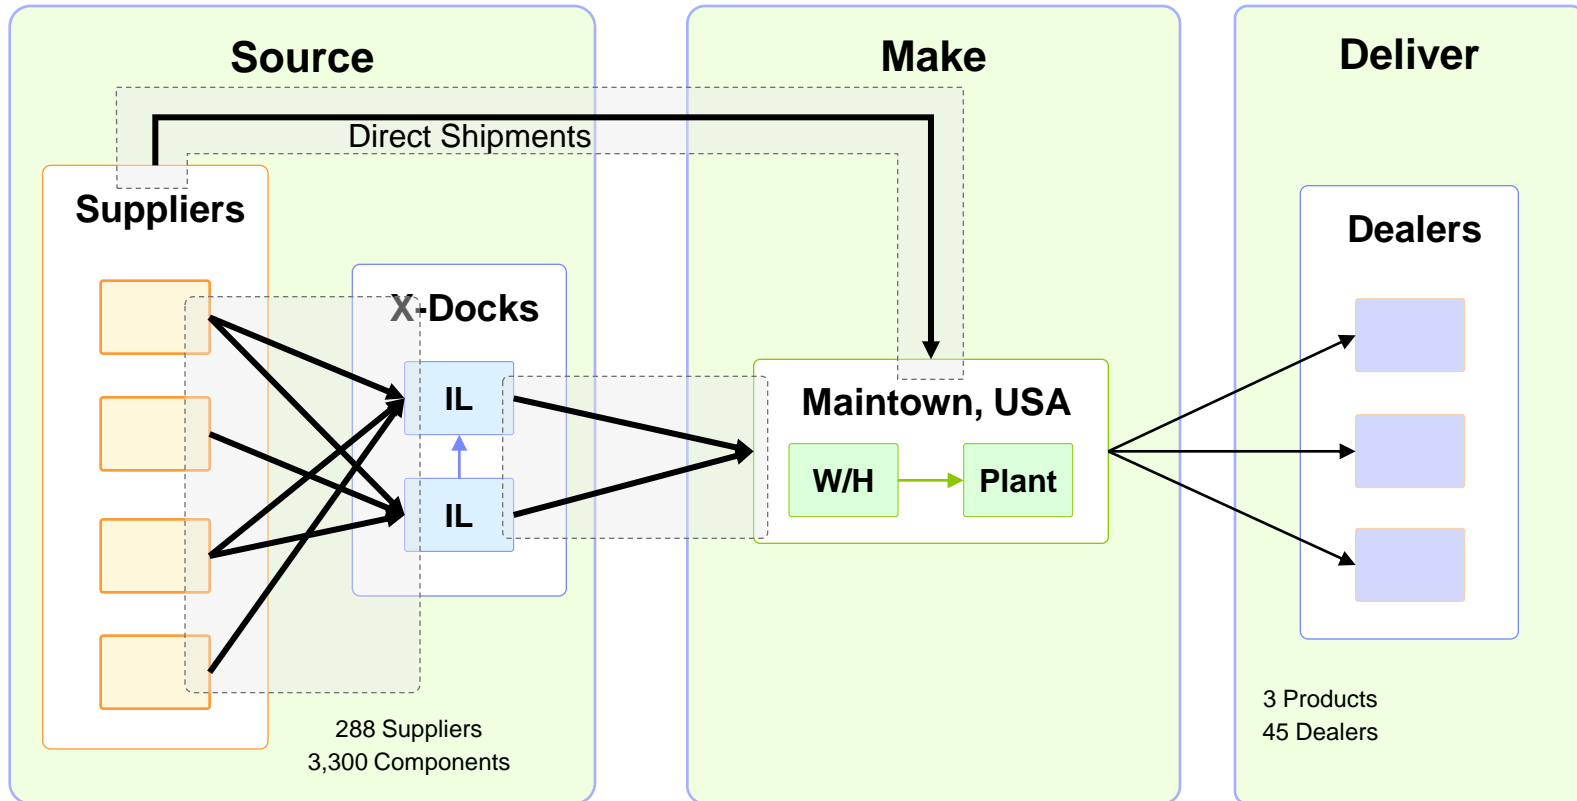 Source
Make
Deliver
Direct Shipments
Suppliers
Dealers
X-Docks
IL
Maintown, USA
W/H
Plant
IL
3 Products
45 Dealers
288 Suppliers
3,300 Components